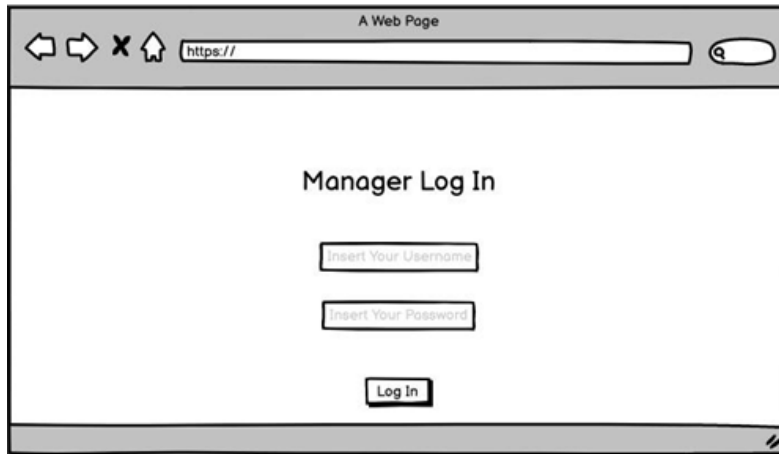 A Web Page
https://
Manager Log In
Insert Your Username
Insert Your Password
Log In